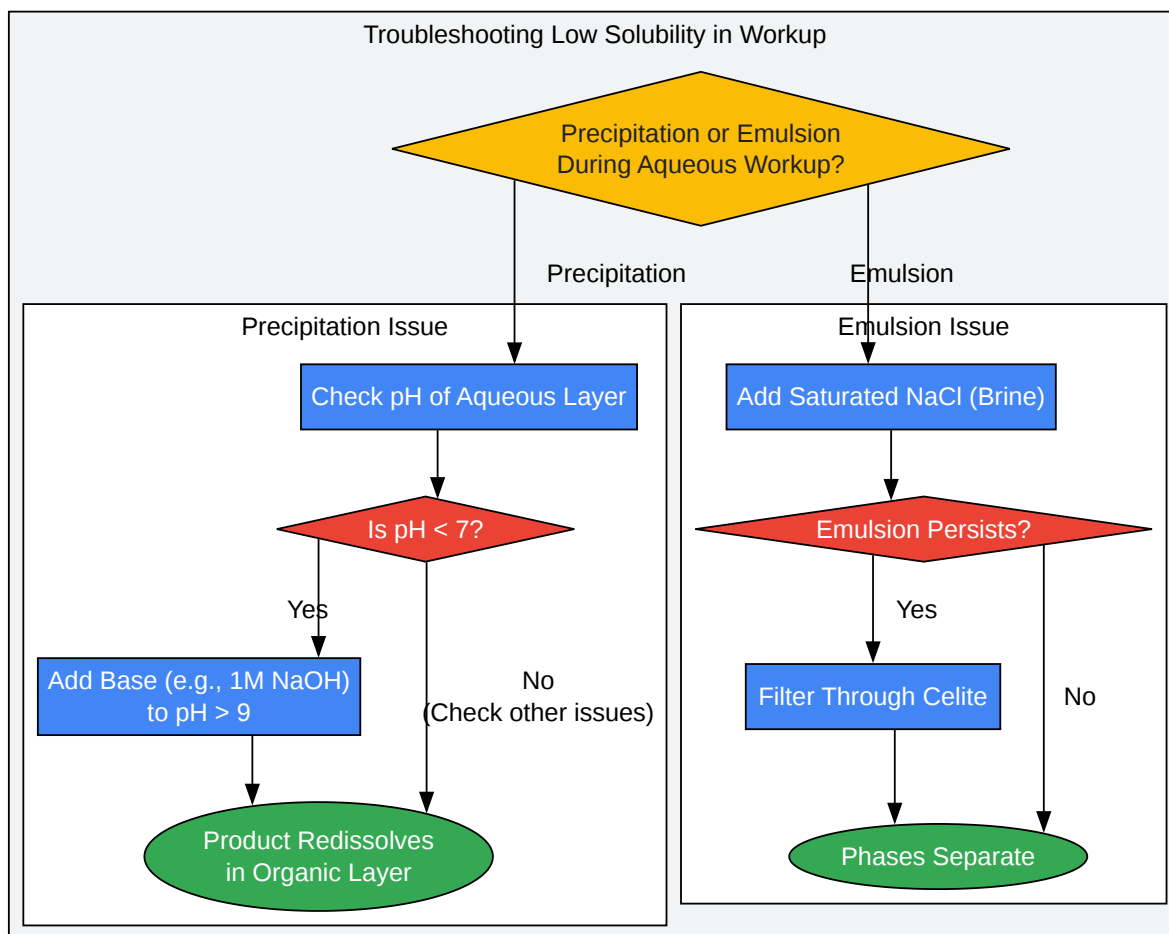 Troubleshooting Low Solubility in Workup
Precipitation or Emulsion
During Aqueous Workup?
Precipitation
Emulsion
Precipitation Issue
Check pH of Aqueous Layer
Is pH < 7?
Yes
Add Base (e.g., 1M NaOH)
to pH > 9
No
(Check other issues)
Product Redissolves
in Organic Layer
Emulsion Issue
Add Saturated NaCl (Brine)
Emulsion Persists?
Yes
Filter Through Celite
No
Phases Separate